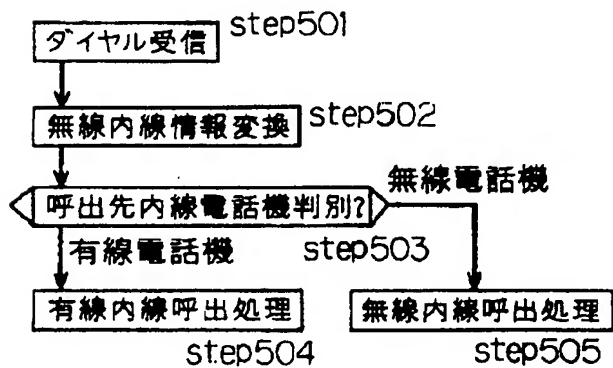 ダイヤル受信 step501
無線内線情報変換 step502
無線電話機
呼出先内線電話機判別?
有線電話機 step503
有線内線呼出処理 無線内線呼出処理
step504 step505